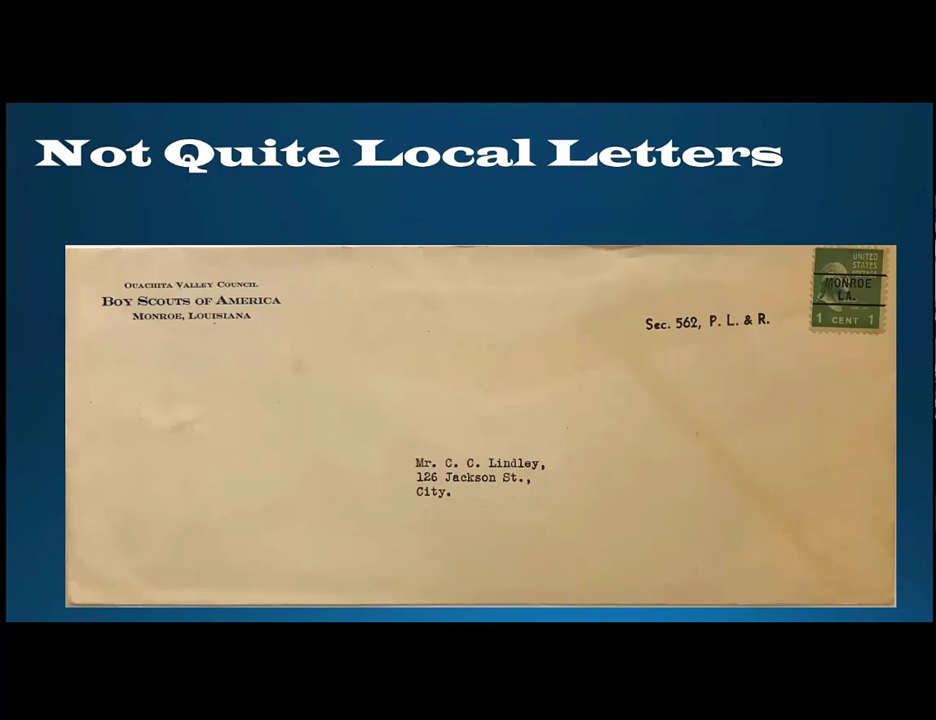 Not Quite Local Letters
OUACHITA VALLEY COUNCIL
BOY SCOUTS OF AMERICA
MONROE, LOUISIANA
Sec. 562, P. L. & R.
UNITED
STATES
POSTAGE
MONROE
LA.
1 CENT 1
Mr. C. C. Lindley,
126 Jackson St.,
City.